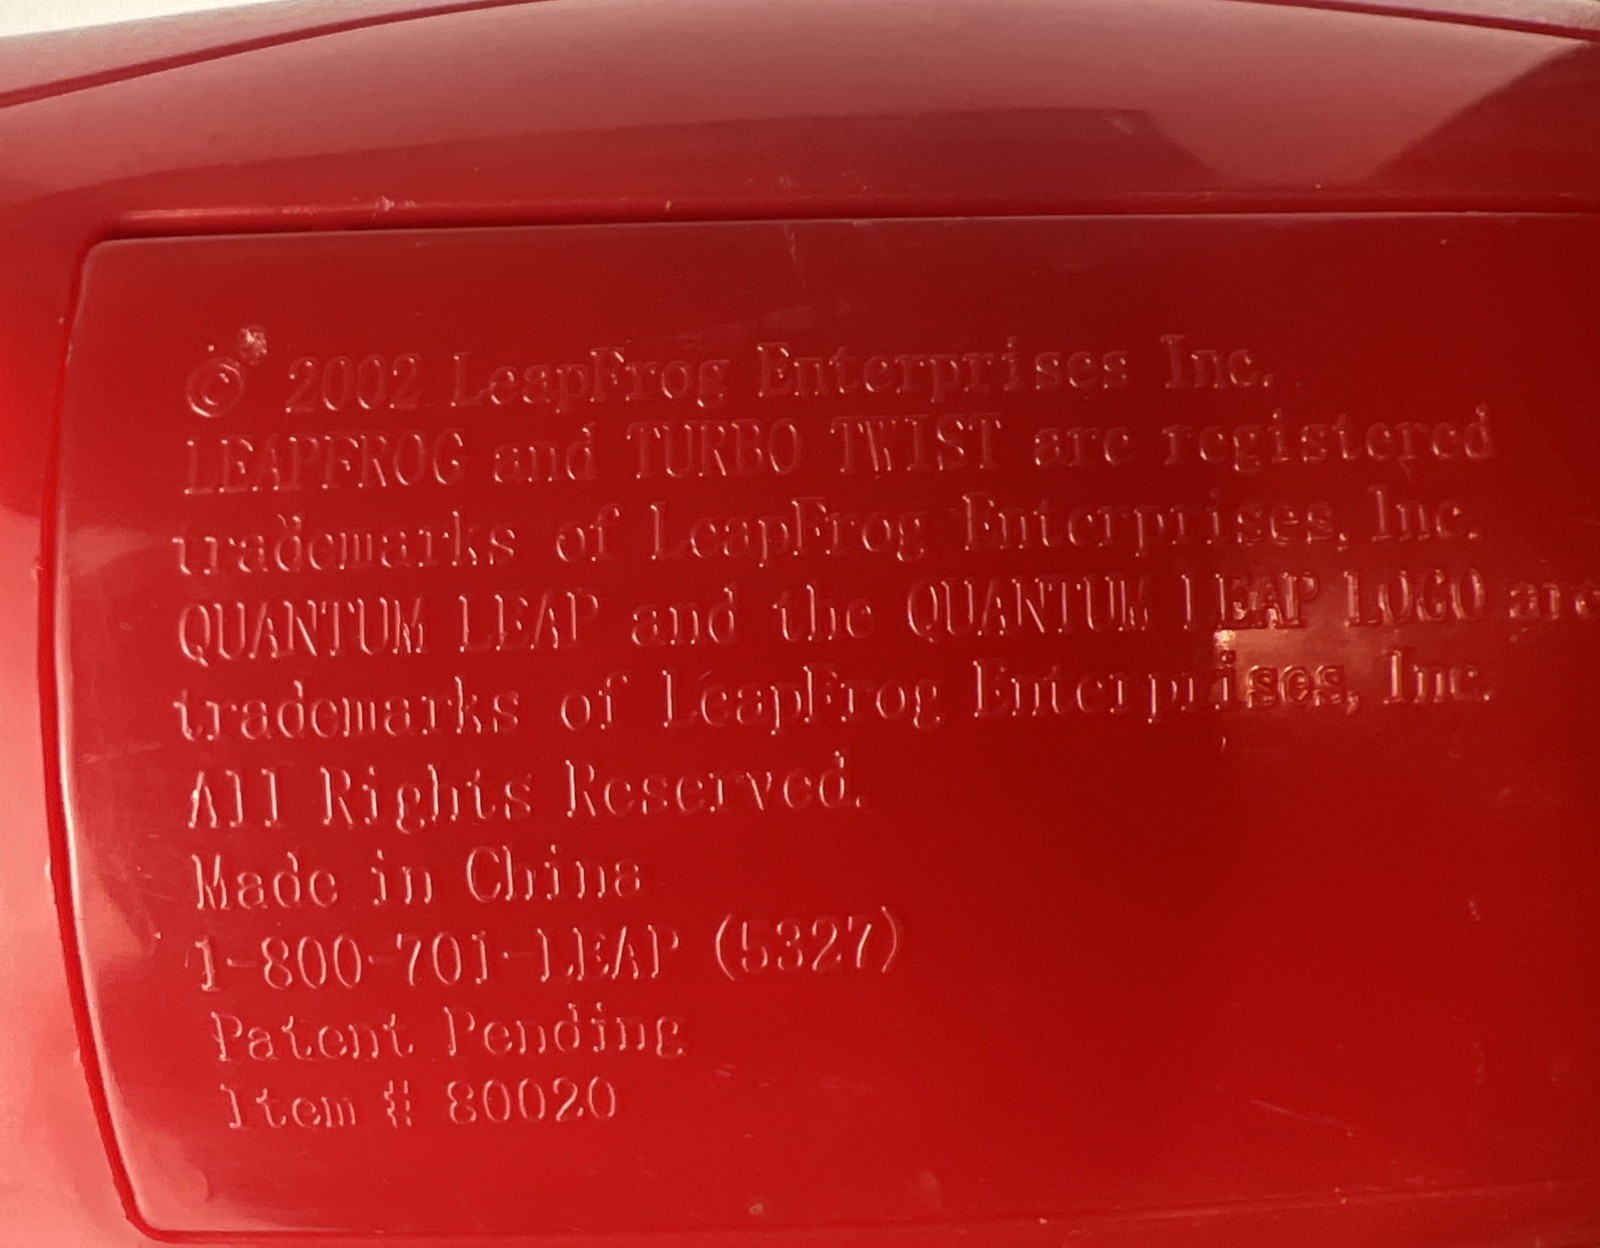 © 2002 LeapFrog Enterprises Inc.
LEAPFROG and TURBO TWIST are registered
trademarks of LeapFrog Enterprises, Inc.
QUANTUM LEAP and the QUANTUM LEAP LOGO are
trademarks of LeapFrog Enterprises, Inc.
All Rights Reserved.
Made in China
1-800-701-LEAP (5327)
Patent Pending
Item # 80020